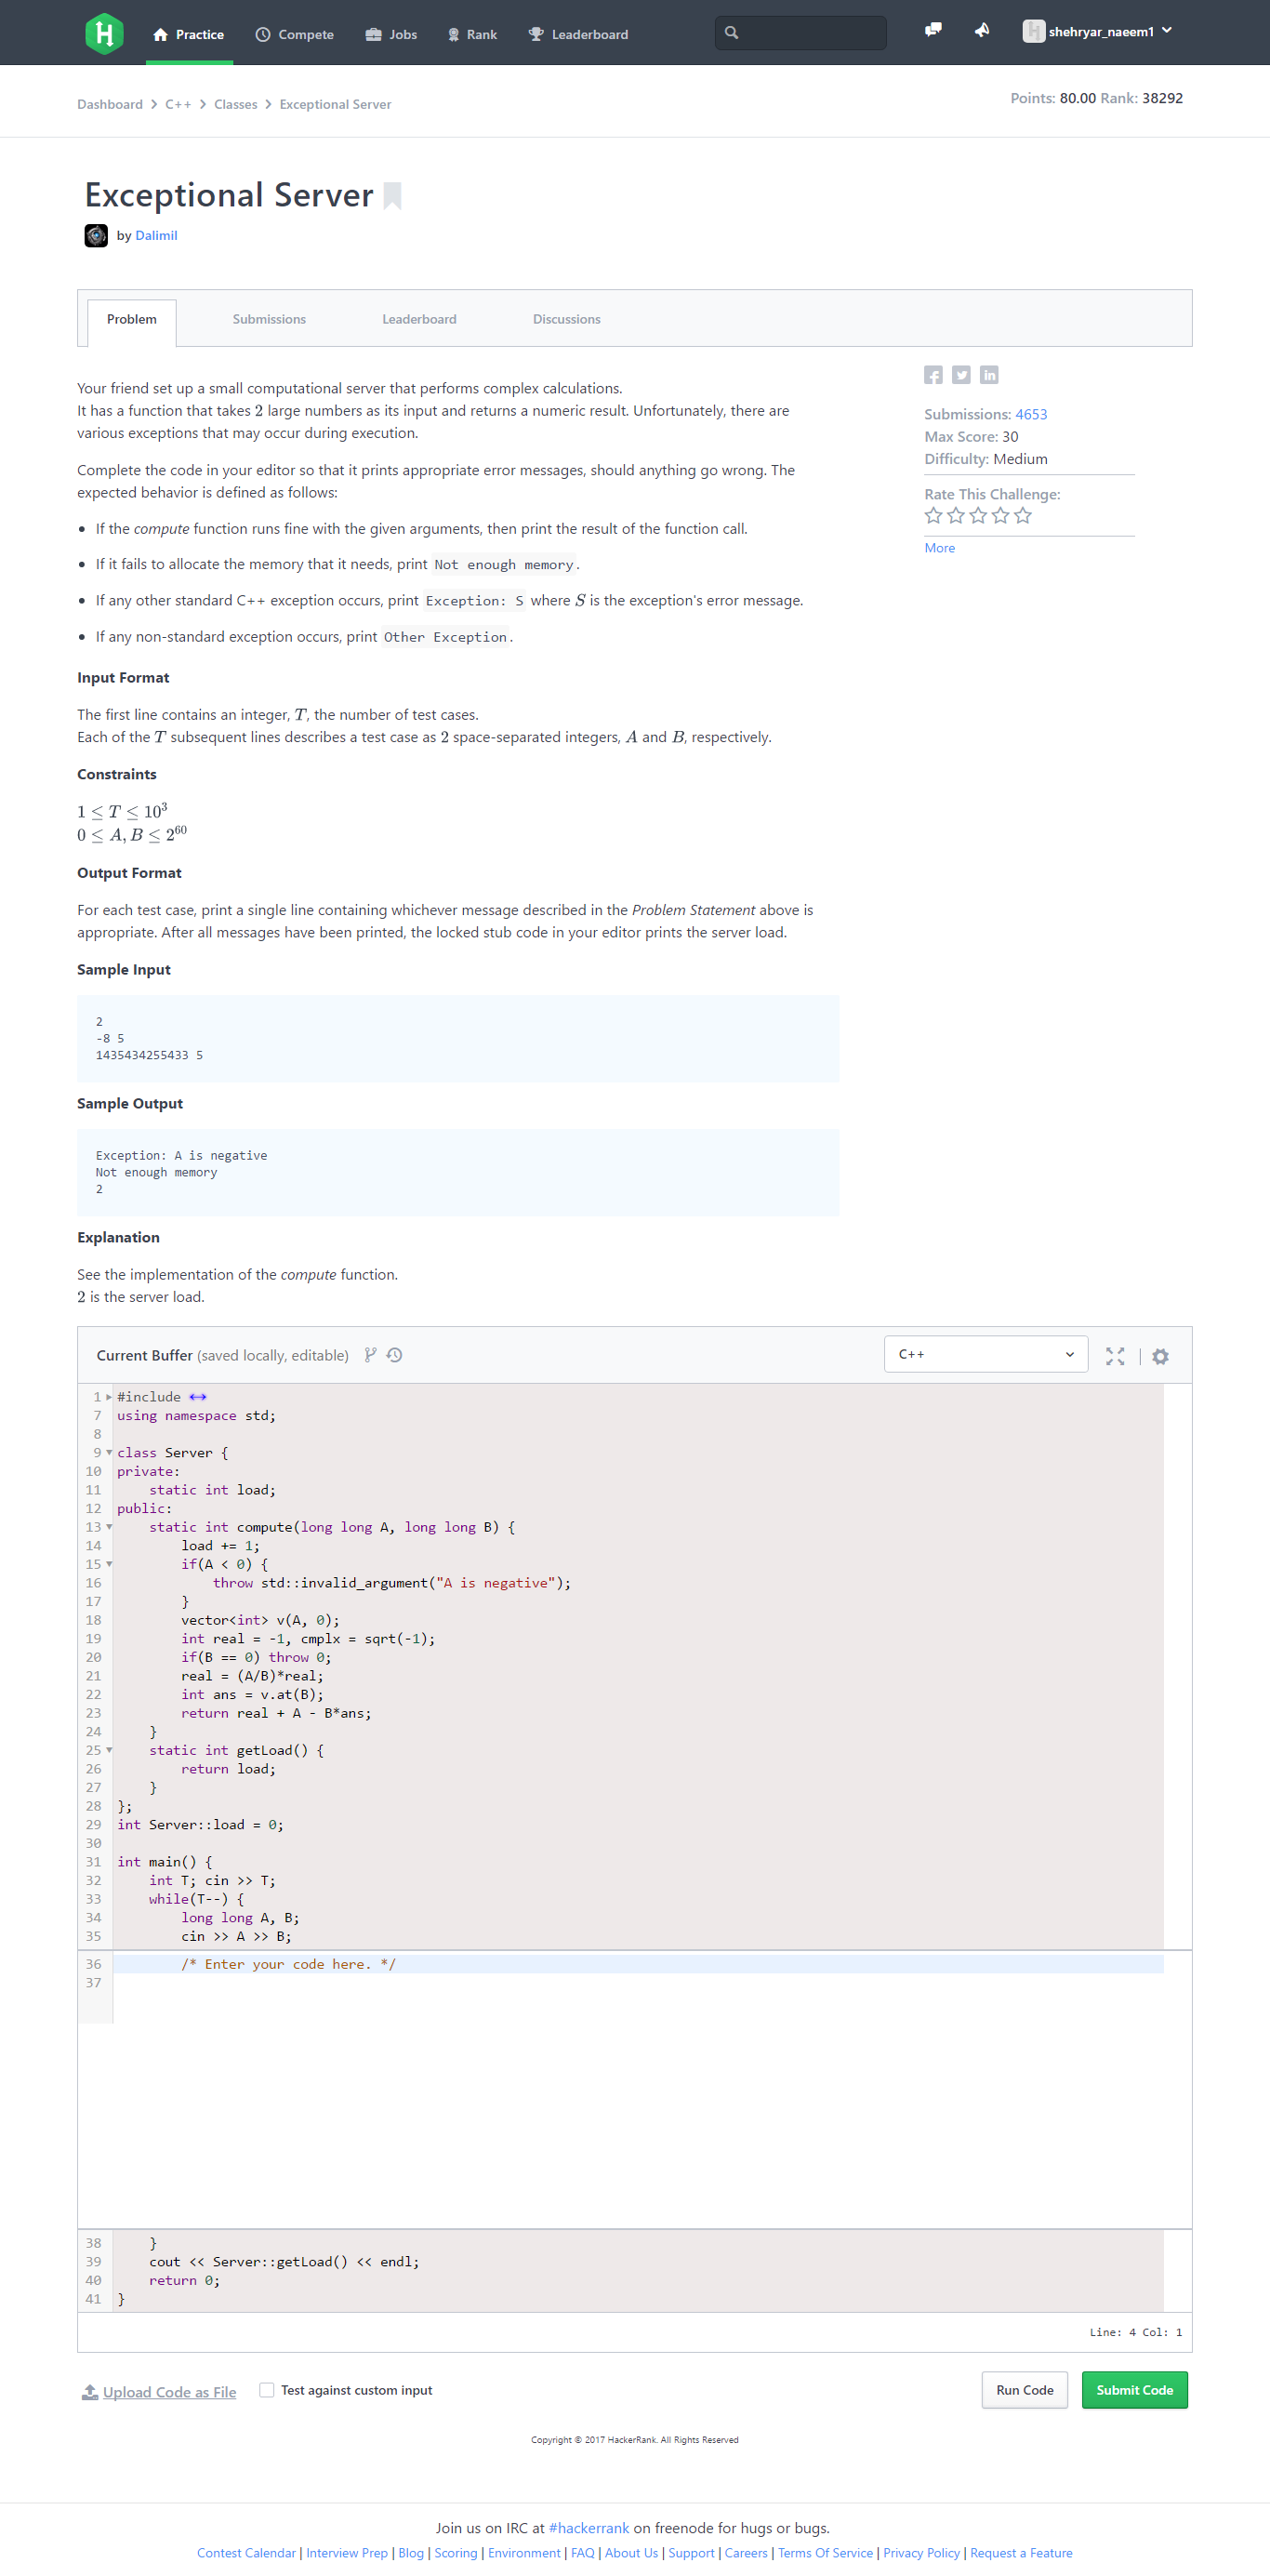 Practice Compete Jobs Rank Leaderboard shehryar_naeem1
Dashboard C++ Classes Exceptional Server
Points: 80.00 Rank: 38292
Exceptional Server
by Dalimil
Problem Submissions Leaderboard Discussions
Your friend set up a small computational server that performs complex calculations.
It has a function that takes 2 large numbers as its input and returns a numeric result. Unfortunately, there are
various exceptions that may occur during execution.
Complete the code in your editor so that it prints appropriate error messages, should anything go wrong. The
expected behavior is defined as follows:
• If the compute function runs fine with the given arguments, then print the result of the function call.
• If it fails to allocate the memory that it needs, print Not enough memory.
• If any other standard C++ exception occurs, print Exception: S where S is the exception's error message.
• If any non-standard exception occurs, print Other Exception.
Submissions: 4653
Max Score: 30
Difficulty: Medium
Rate This Challenge:
More
Input Format
The first line contains an integer, T, the number of test cases.
Each of the T subsequent lines describes a test case as 2 space-separated integers, A and B, respectively.
Constraints
1 ≤ T ≤ 10³
0 ≤ A, B ≤ 2⁶⁰
Output Format
For each test case, print a single line containing whichever message described in the Problem Statement above is
appropriate. After all messages have been printed, the locked stub code in your editor prints the server load.
Sample Input
2
-8 5
1435434255433 5
Sample Output
Exception: A is negative
Not enough memory
2
Explanation
See the implementation of the compute function.
2 is the server load.
Current Buffer (saved locally, editable) C++
1 #include
7 using namespace std;
8
9 class Server {
10 private:
11     static int load;
12 public:
13     static int compute(long long A, long long B) {
14         load += 1;
15         if(A < 0) {
16             throw std::invalid_argument("A is negative");
17         }
18         vector<int> v(A, 0);
19         int real = -1, cmplx = sqrt(-1);
20         if(B == 0) throw 0;
21         real = (A/B)*real;
22         int ans = v.at(B);
23         return real + A - B*ans;
24     }
25     static int getLoad() {
26         return load;
27     }
28 };
29 int Server::load = 0;
30
31 int main() {
32     int T; cin >> T;
33     while(T--) {
34         long long A, B;
35         cin >> A >> B;
36         /* Enter your code here. */
37
38     }
39     cout << Server::getLoad() << endl;
40     return 0;
41 }
Line: 4 Col: 1
Upload Code as File Test against custom input Run Code Submit Code
Copyright © 2017 HackerRank. All Rights Reserved
Join us on IRC at #hackerrank on freenode for hugs or bugs.
Contest Calendar | Interview Prep | Blog | Scoring | Environment | FAQ | About Us | Support | Careers | Terms Of Service | Privacy Policy | Request a Feature